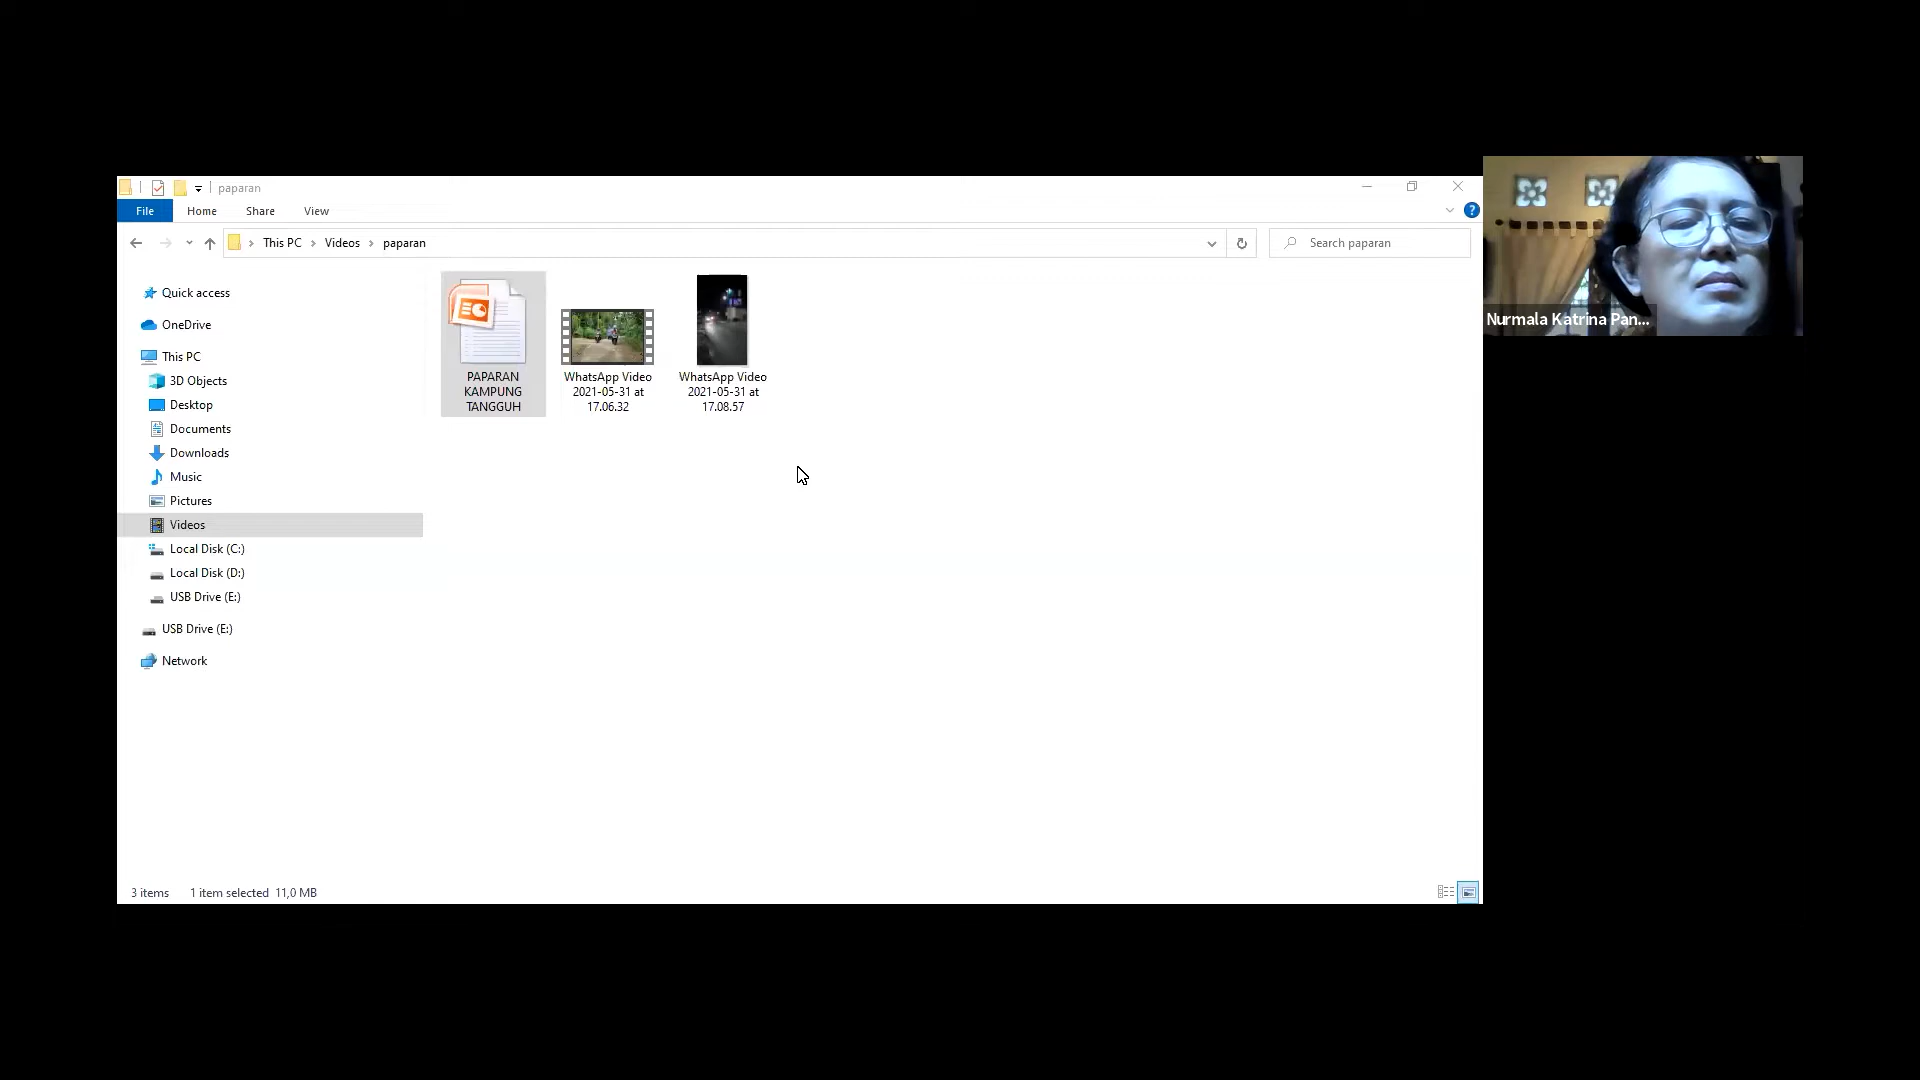 paparan
File Home Share View
This PC Videos paparan
Search paparan
Quick access
OneDrive
This PC
3D Objects
Desktop
Documents
Downloads
Music
Pictures
Videos
Local Disk (C:)
Local Disk (D:)
USB Drive (E:)
USB Drive (E:)
Network
PAPARAN
KAMPUNG
TANGGUH
WhatsApp Video
2021-05-31 at
17.06.32
WhatsApp Video
2021-05-31 at
17.08.57
3 items 1 item selected 11,0 MB
Nurmala Katrina Pan...